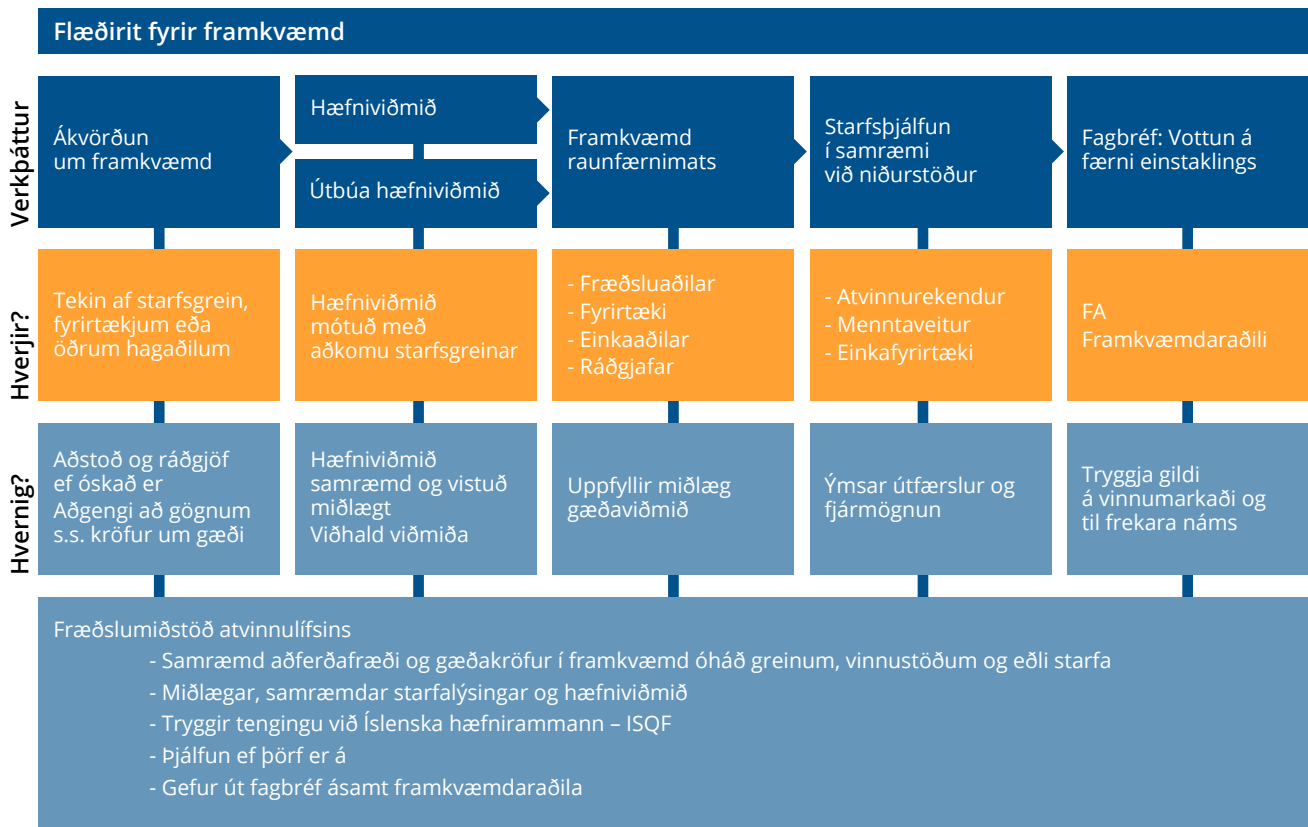 Flæðirit fyrir framkvæmd
Verkþáttur
Ákvörðun
um framkvæmd
Hæfniviðmið
Útbúa hæfniviðmið
Framkvæmd
raunfærnimats
Starfsþjálfun
í samræmi
við niðurstöður
Fagbréf: Vottun á
færni einstaklings
Hverjir?
Tekin af starfsgrein,
fyrirtækjum eða
öðrum hagaðilum
Hæfniviðmið
mótuð með
aðkomu starfsgreinar
- Fræðsluaðilar
- Fyrirtæki
- Einkaaðilar
- Ráðgjafar
- Atvinnurekendur
- Menntaveitur
- Einkafyrirtæki
FA
Framkvæmdaraðili
Hvernig?
Aðstoð og ráðgjöf
ef óskað er
Aðgengi að gögnum
s.s. kröfur um gæði
Hæfniviðmið
samræmd og vistuð
miðlægt
Viðhald viðmiða
Uppfyllir miðlæg
gæðaviðmið
Ýmsar útfærslur og
fjármögnun
Tryggja gildi
á vinnumarkaði og
til frekara náms
Fræðslumiðstöð atvinnulífsins
- Samræmd aðferðafræði og gæðakröfur í framkvæmd óháð greinum, vinnustöðum og eðli starfa
- Miðlægar, samræmdar starfalýsingar og hæfniviðmið
- Tryggir tengingu við Íslenska hæfnirammann – ISQF
- Þjálfun ef þörf er á
- Gefur út fagbréf ásamt framkvæmdaraðila